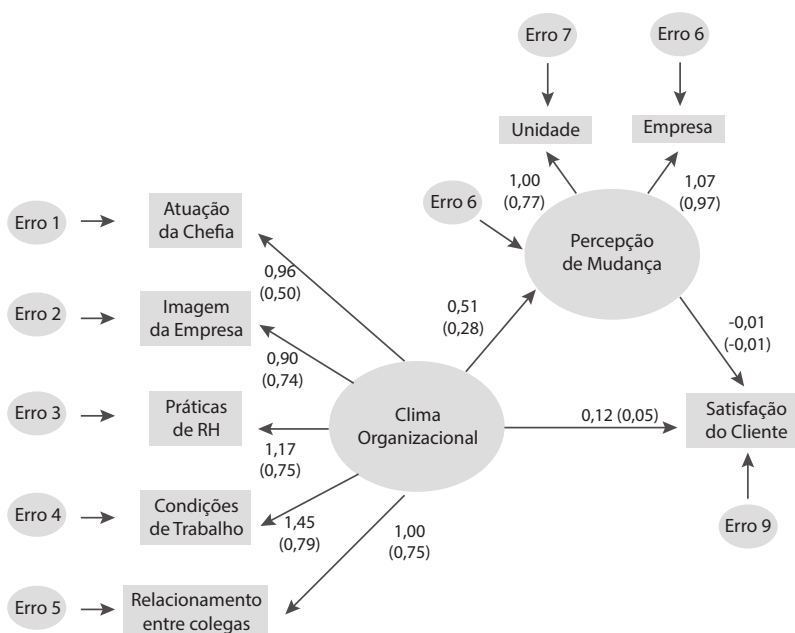 Erro 7
Erro 6
Unidade
Empresa
1,00
(0,77)
1,07
(0,97)
Erro 6
Percepção
de Mudança
Erro 1
Atuação
da Chefia
0,96
(0,50)
Erro 2
Imagem
da Empresa
0,51
(0,28)
-0,01
(-0,01)
0,90
(0,74)
Erro 3
Práticas
de RH
Clima
Organizacional
0,12 (0,05)
Satisfação
do Cliente
1,17
(0,75)
Erro 4
Condições
de Trabalho
1,45
(0,79)
1,00
(0,75)
Erro 9
Erro 5
Relacionamento
entre colegas